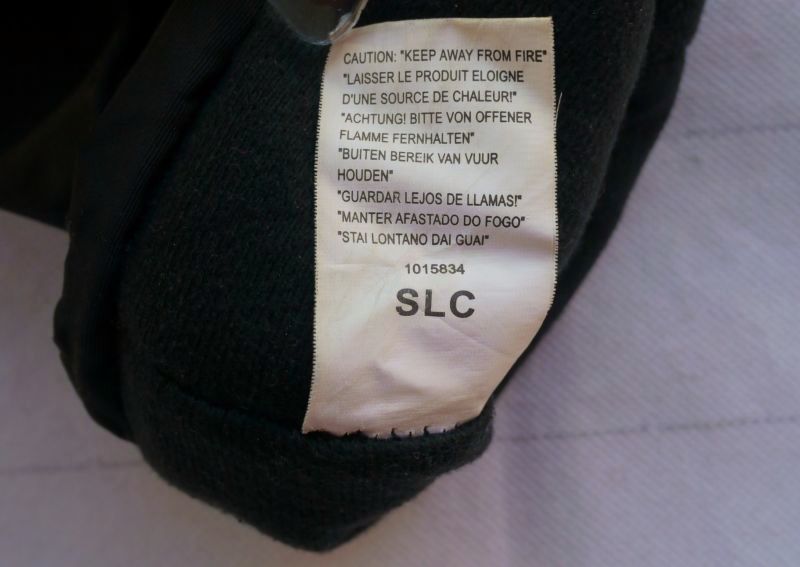 CAUTION: "KEEP AWAY FROM FIRE"
"LAISSER LE PRODUIT ELOIGNE
D'UNE SOURCE DE CHALEUR!"
"ACHTUNG! BITTE VON OFFENER
FLAMME FERNHALTEN"
"BUITEN BEREIK VAN VUUR
HOUDEN"
"GUARDAR LEJOS DE LLAMAS!"
"MANTER AFASTADO DO FOGO"
"STAI LONTANO DAI GUAI"
1015834
SLC